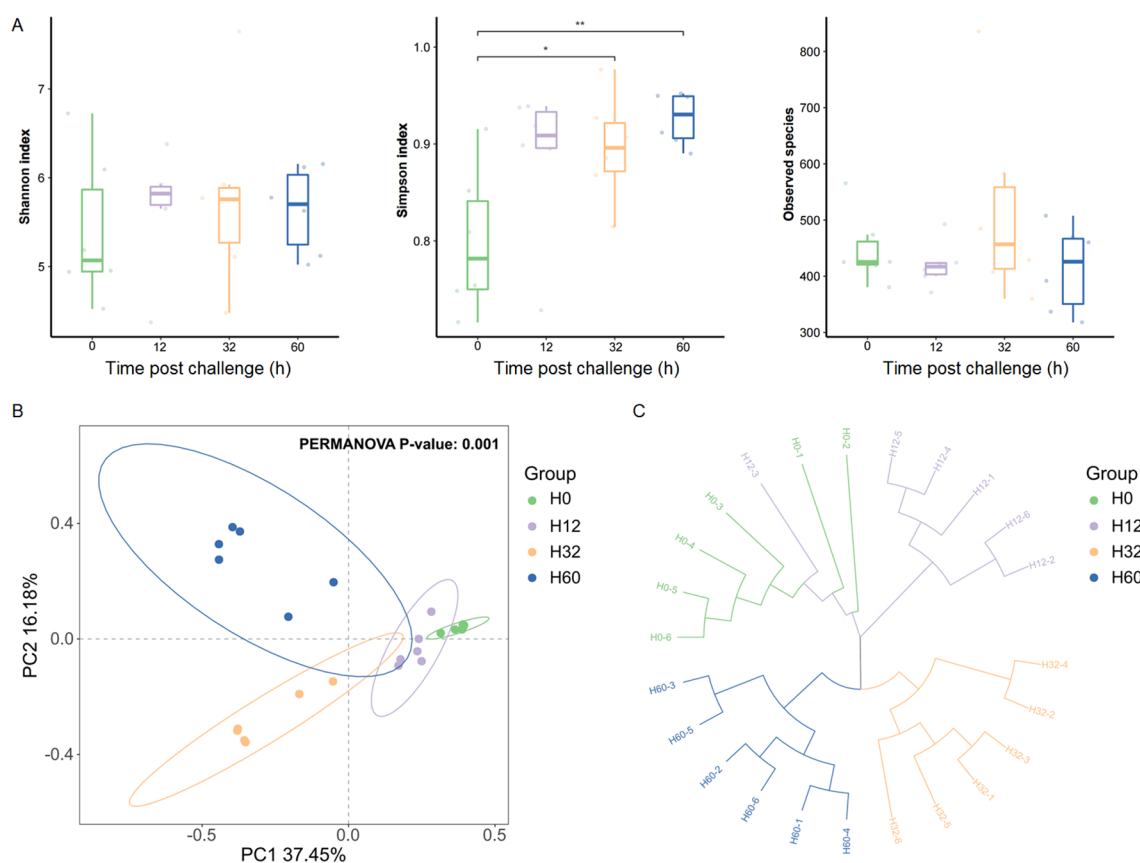 A
Shannon index
7
6
5
0 12 32 60
Time post challenge (h)
Simpson index
1.0
0.9
0.8
**
*
0 12 32 60
Time post challenge (h)
Observed species
800
700
600
500
400
300
0 12 32 60
Time post challenge (h)
B
PERMANOVA P-value: 0.001
PC2 16.18%
0.4
0.0
-0.4
-0.5 0.0 0.5
PC1 37.45%
Group
H0
H12
H32
H60
C
H0-2
H0-1
H12-3
H0-3
H0-4
H0-5
H0-6
H12-5
H12-4
H12-1
H12-6
H12-2
H60-3
H60-5
H60-2
H60-6
H60-1
H60-4
H32-4
H32-2
H32-3
H32-1
H32-5
H32-6
Group
H0
H12
H32
H60